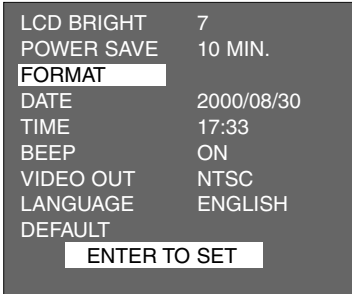 LCD BRIGHT 7
POWER SAVE 10 MIN.
FORMAT
DATE 2000/08/30
TIME 17:33
BEEP ON
VIDEO OUT NTSC
LANGUAGE ENGLISH
DEFAULT
ENTER TO SET